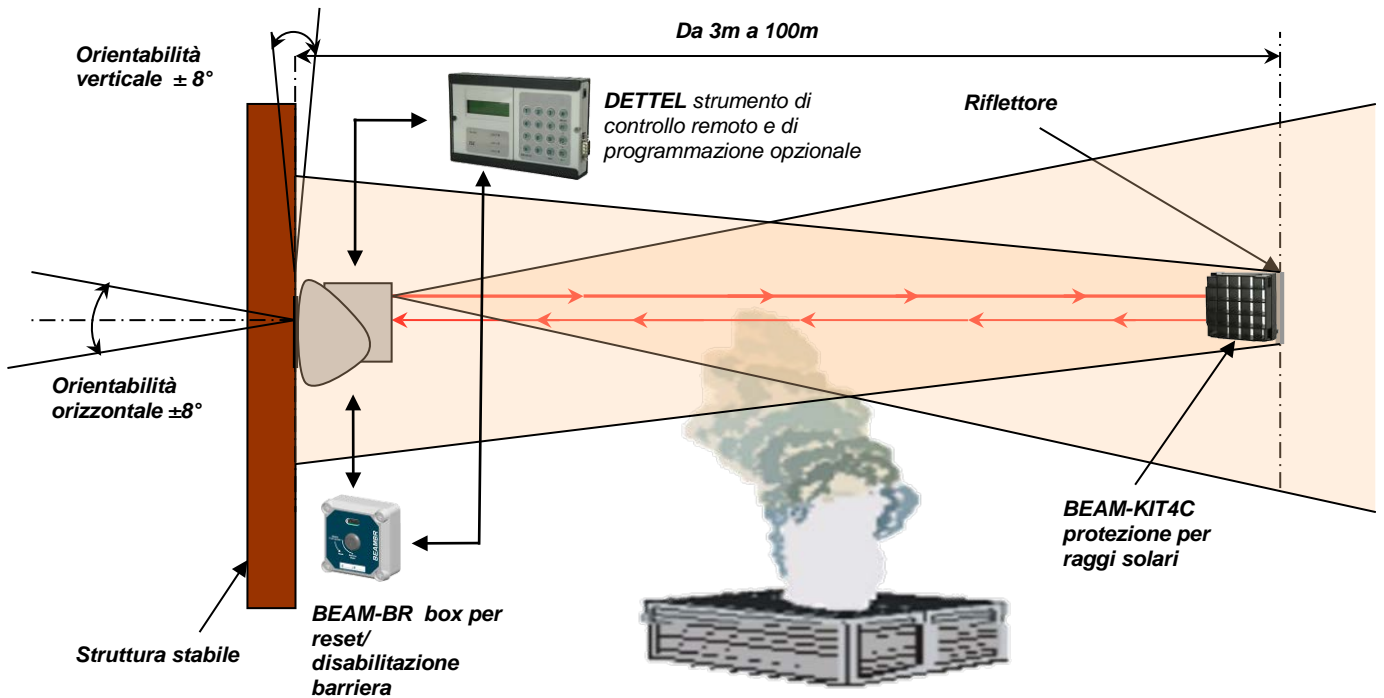 Orientabilità
verticale ± 8°
Da 3m a 100m
DETTEL strumento di
controllo remoto e di
programmazione opzionale
Riflettore
Orientabilità
orizzontale ±8°
BEAMBR
BEAM-BR box per
reset/
disabilitazione
barriera
Struttura stabile
BEAM-KIT4C
protezione per
raggi solari